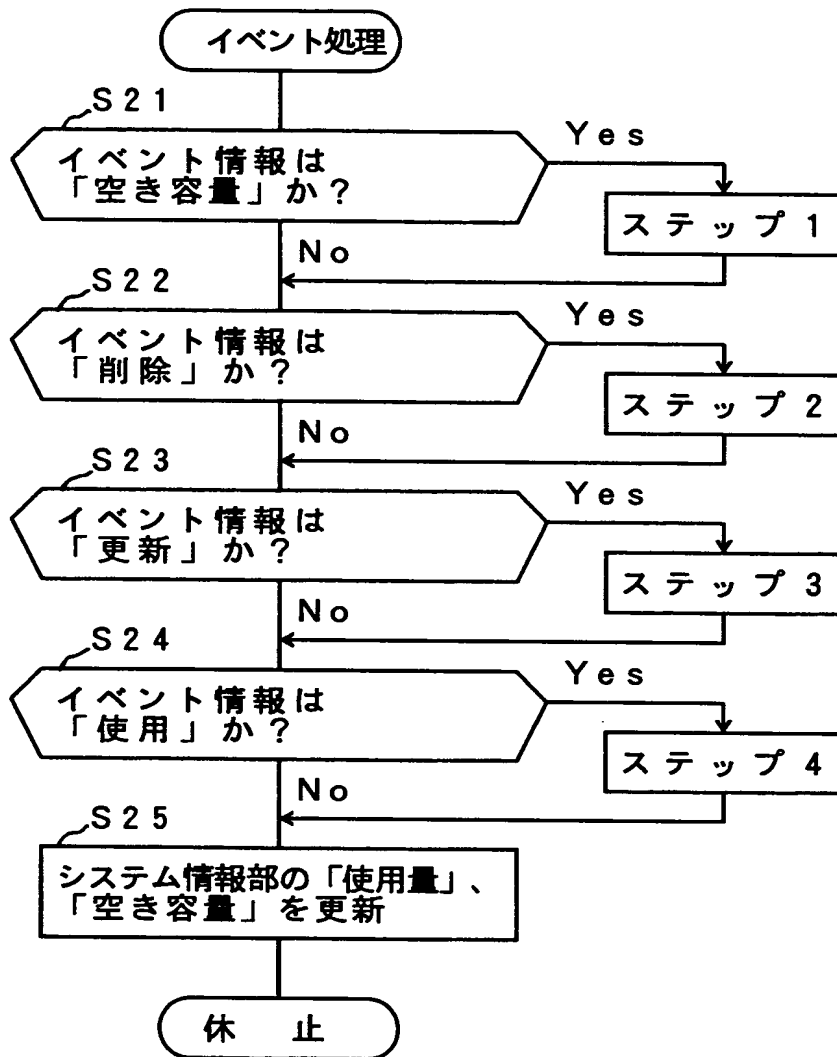 イベント処理
S21
イベント情報は
「空き容量」か?
Yes
ステップ1
No
S22
イベント情報は
「削除」か?
Yes
ステップ2
No
S23
イベント情報は
「更新」か?
Yes
ステップ3
No
S24
イベント情報は
「使用」か?
Yes
ステップ4
No
S25
システム情報部の「使用量」、
「空き容量」を更新
休 止